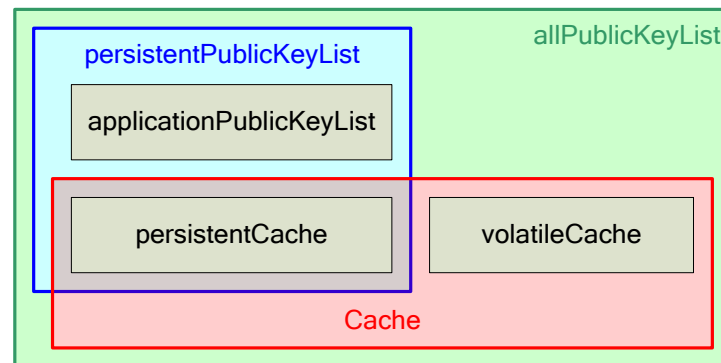 allPublicKeyList
persistentPublicKeyList
applicationPublicKeyList
persistentCache
volatileCache
Cache